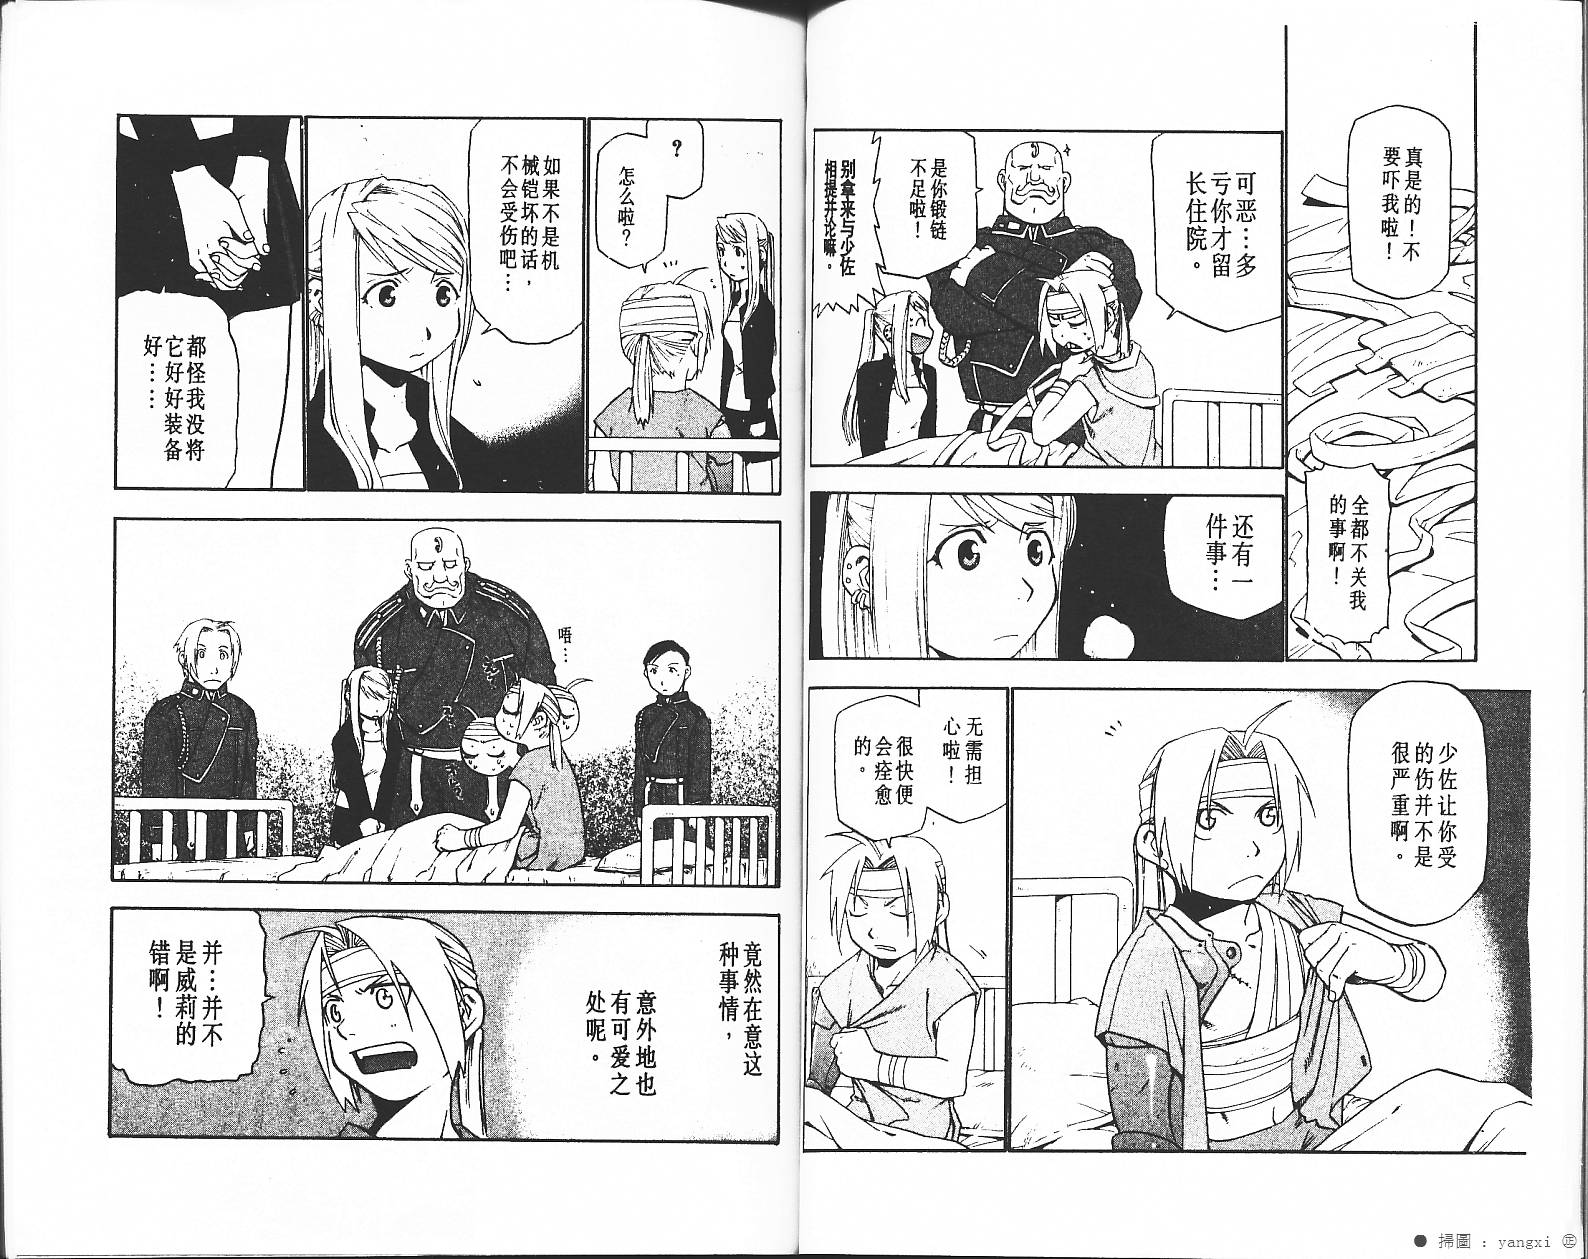 真是的！不
要吓我啦！
全都不关我
的事啊！
可恶…多
亏你才留
长住院。
是你锻链
不足啦！
别拿来与少佐
相提并论嘛。
还有一
件事…
少佐让你受
的伤并不是
很严重啊。
无需担
心啦！
很快便
会痊愈
的。
？
怎么啦？
如果不是机
械铠坏的话，
不会受伤吧…
都怪我没将
它好好装备
好……
唔…
竟然在意这
种事情，
意外地也
有可爱之
处呢。
并…并不
是威莉的
错啊！
● 掃圖 : yangxi ㊣